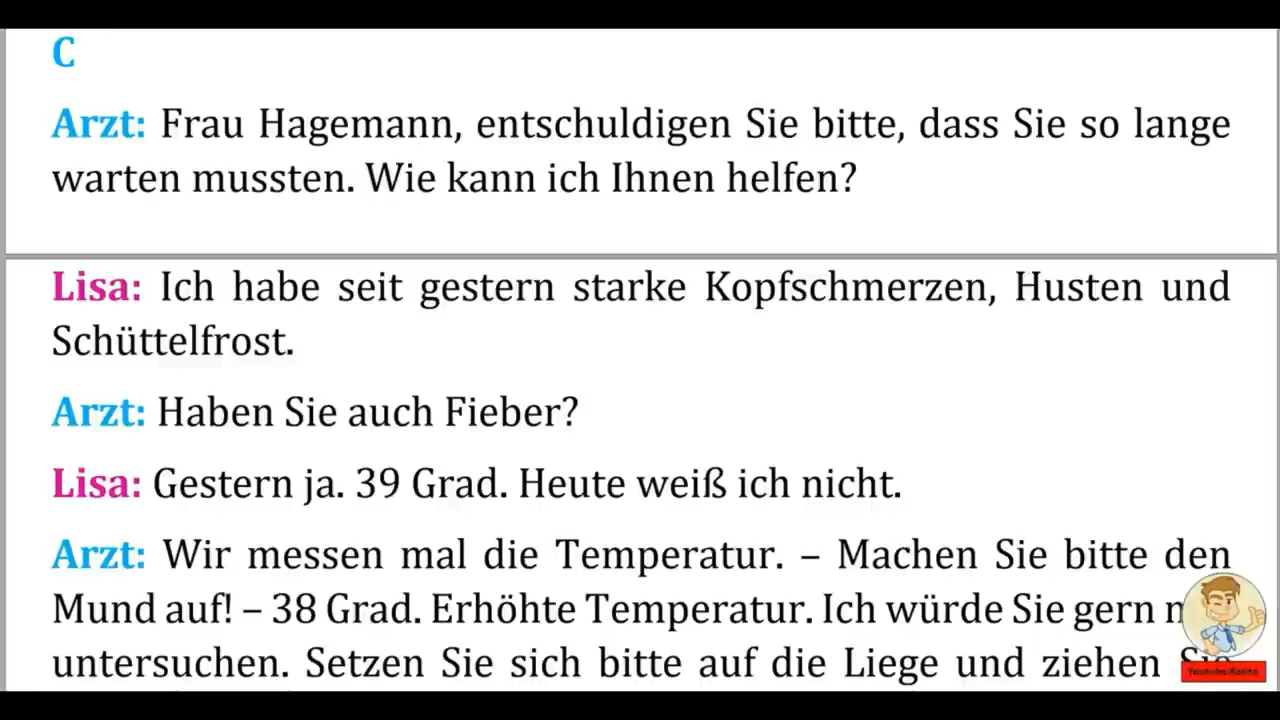 C
Arzt: Frau Hagemann, entschuldigen Sie bitte, dass Sie so lange
warten mussten. Wie kann ich Ihnen helfen?
Lisa: Ich habe seit gestern starke Kopfschmerzen, Husten und
Schüttelfrost.
Arzt: Haben Sie auch Fieber?
Lisa: Gestern ja. 39 Grad. Heute weiß ich nicht.
Arzt: Wir messen mal die Temperatur. – Machen Sie bitte den
Mund auf! – 38 Grad. Erhöhte Temperatur. Ich würde Sie gern
untersuchen. Setzen Sie sich bitte auf die Liege und ziehen Sie